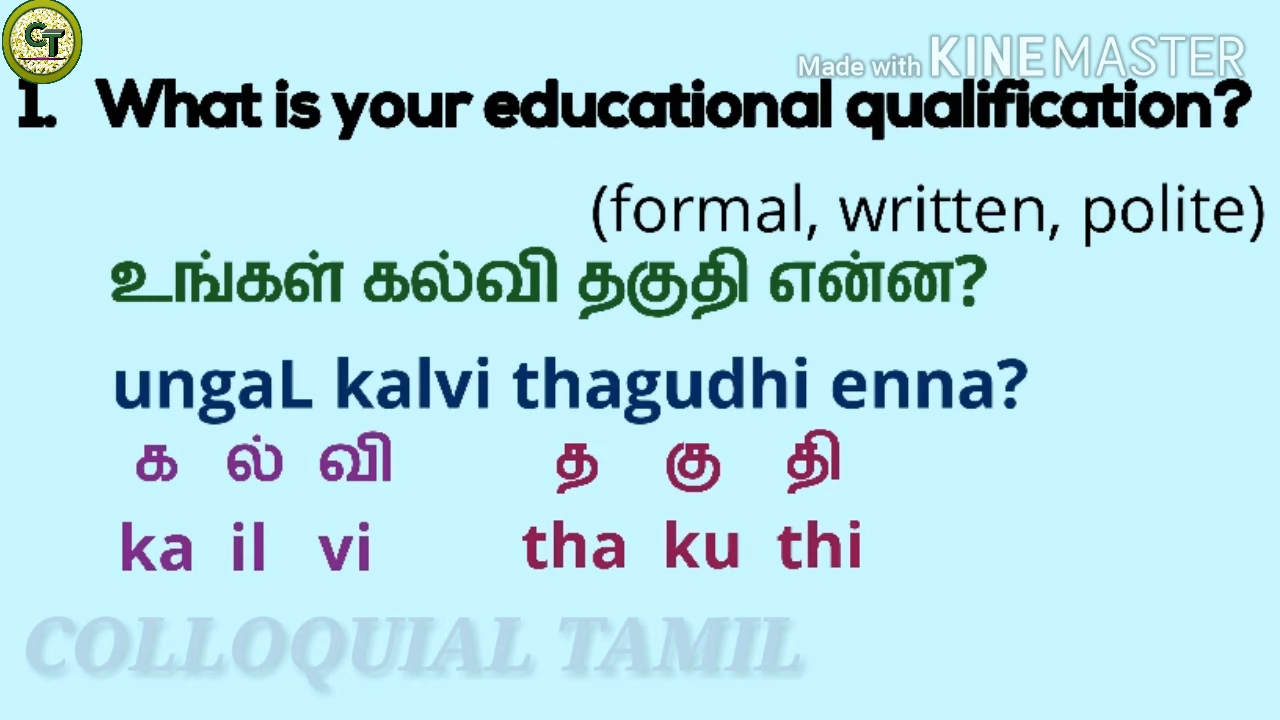 CT
Made with KINEMASTER
1. What is your educational qualification?
(formal, written, polite)
உங்கள் கல்வி தகுதி என்ன?
ungaL kalvi thagudhi enna?
க ல் வி த கு தி
ka il vi tha ku thi
COLLOQUIAL TAMIL